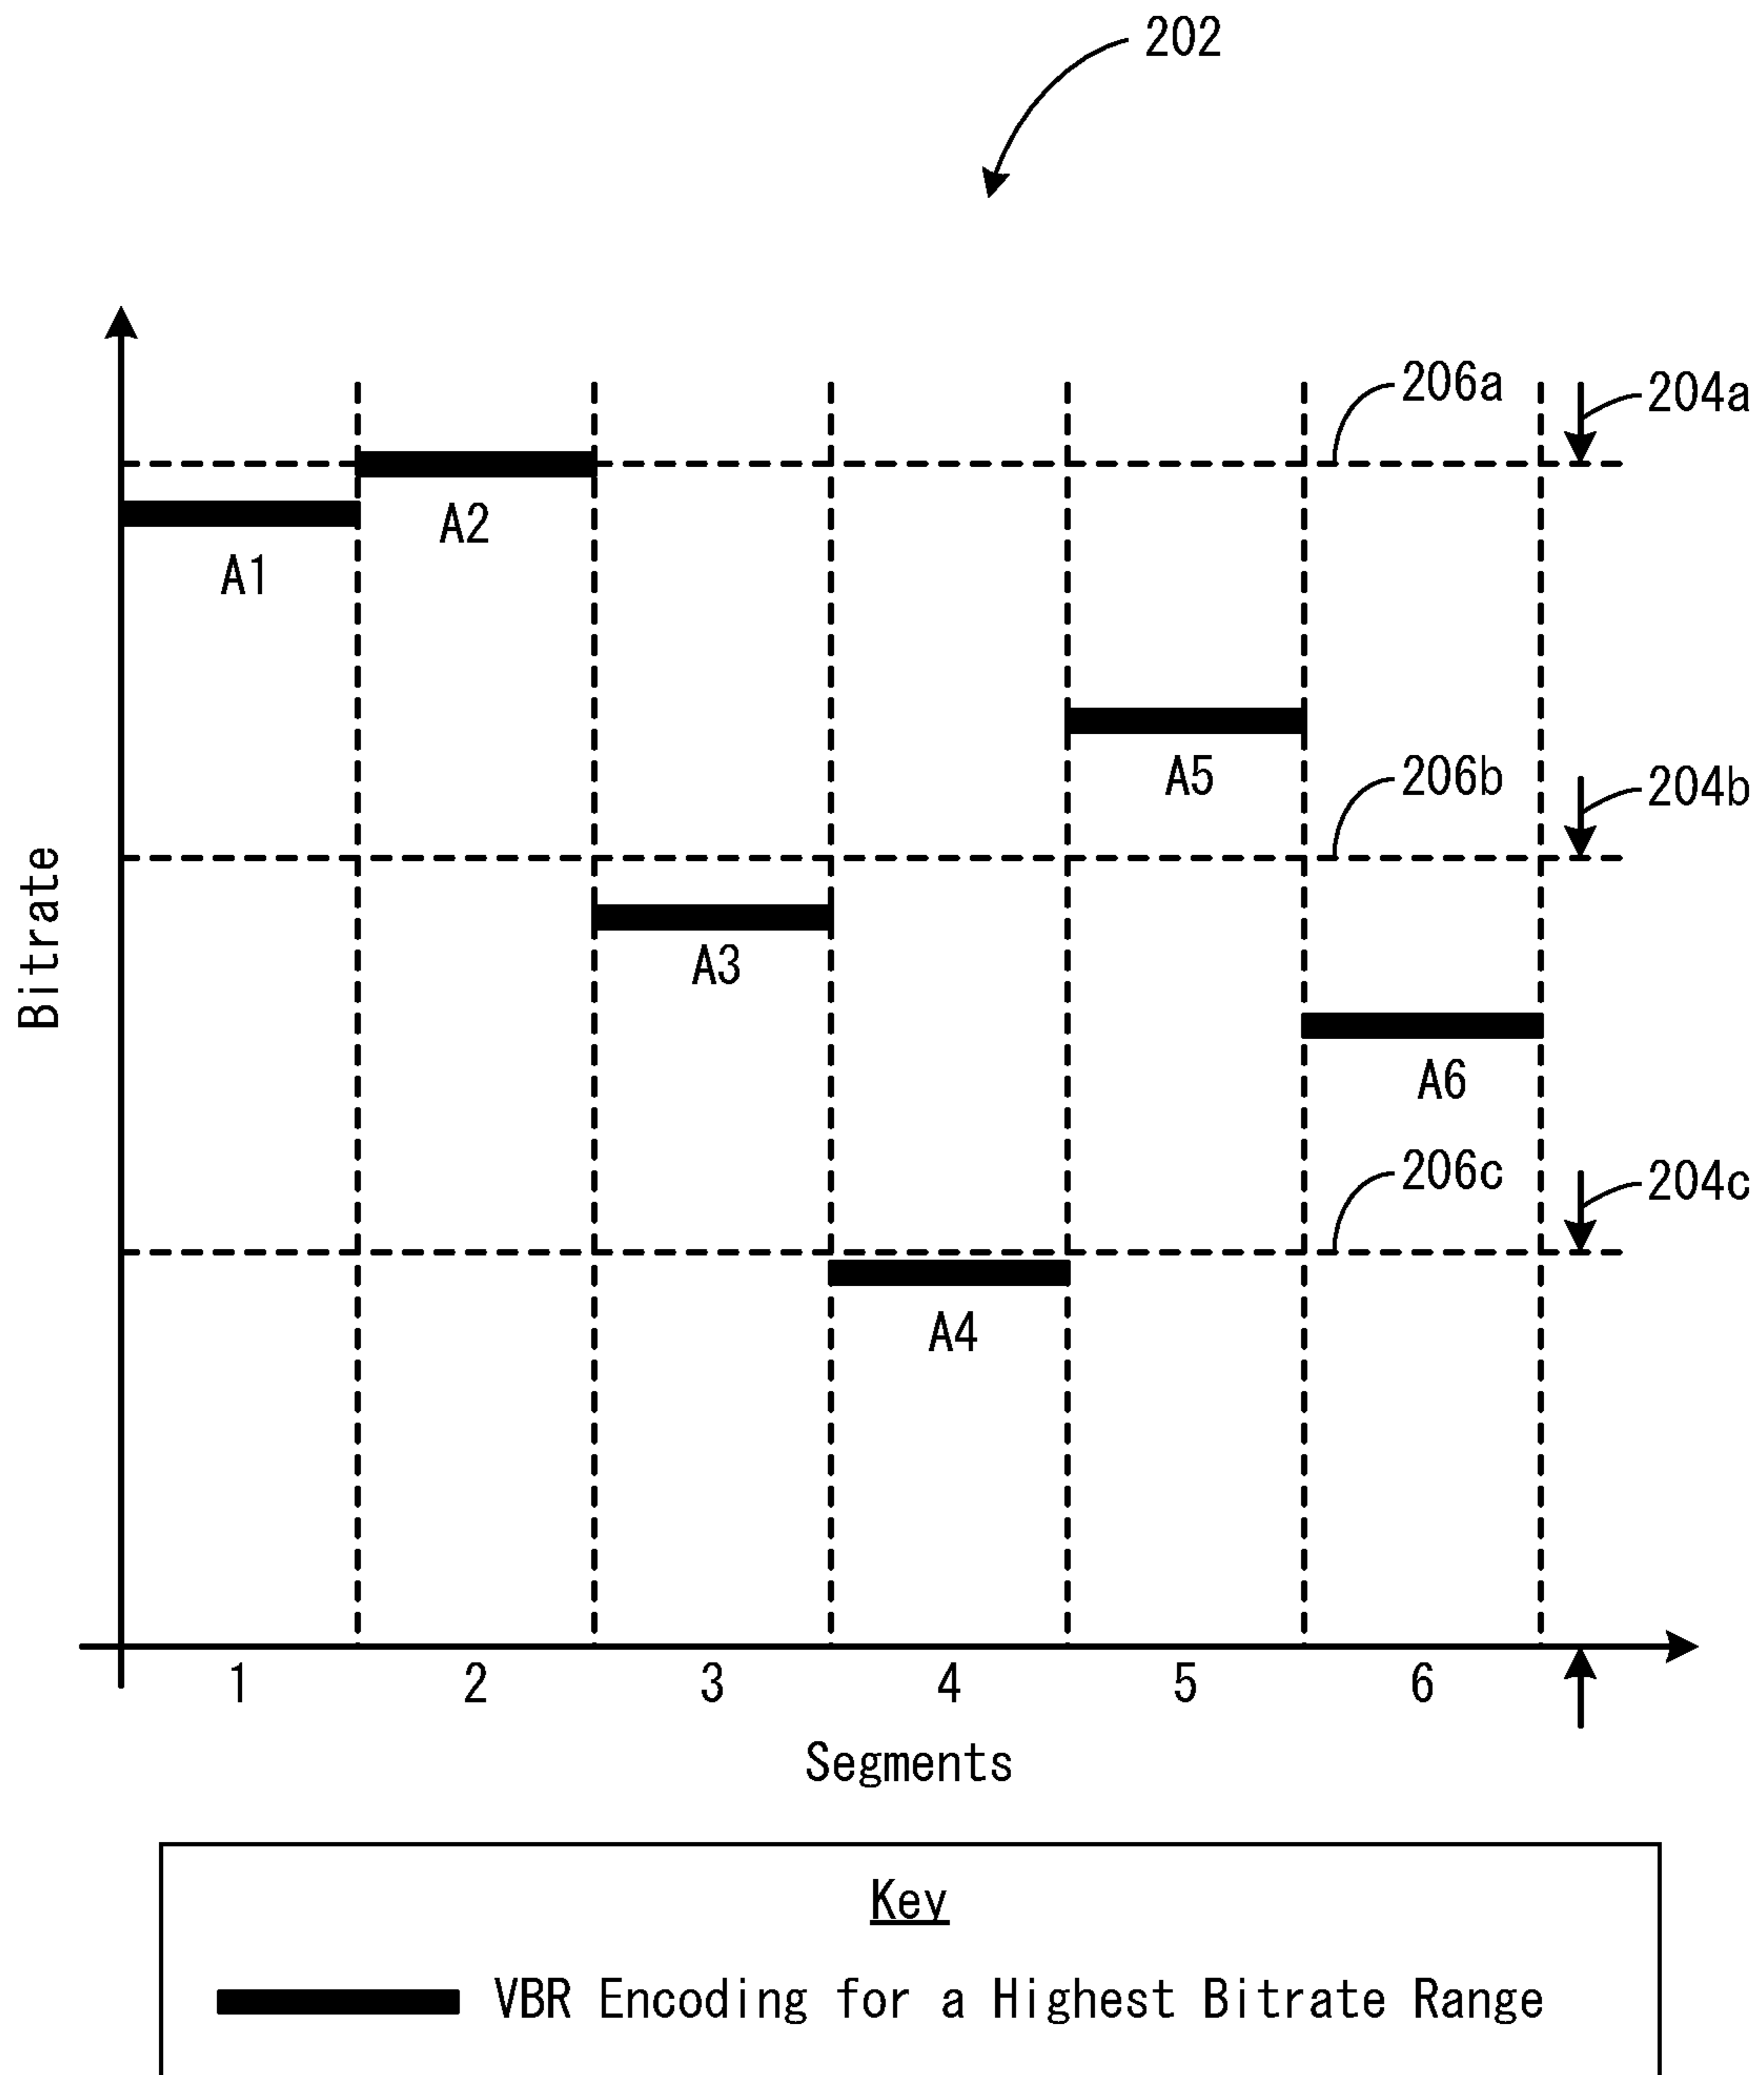 202
206a
204a
A2
A1
A5
206b
204b
Bitrate
A3
A6
206c
204c
A4
1 2 3 4 5 6
Segments
Key
VBR Encoding for a Highest Bitrate Range